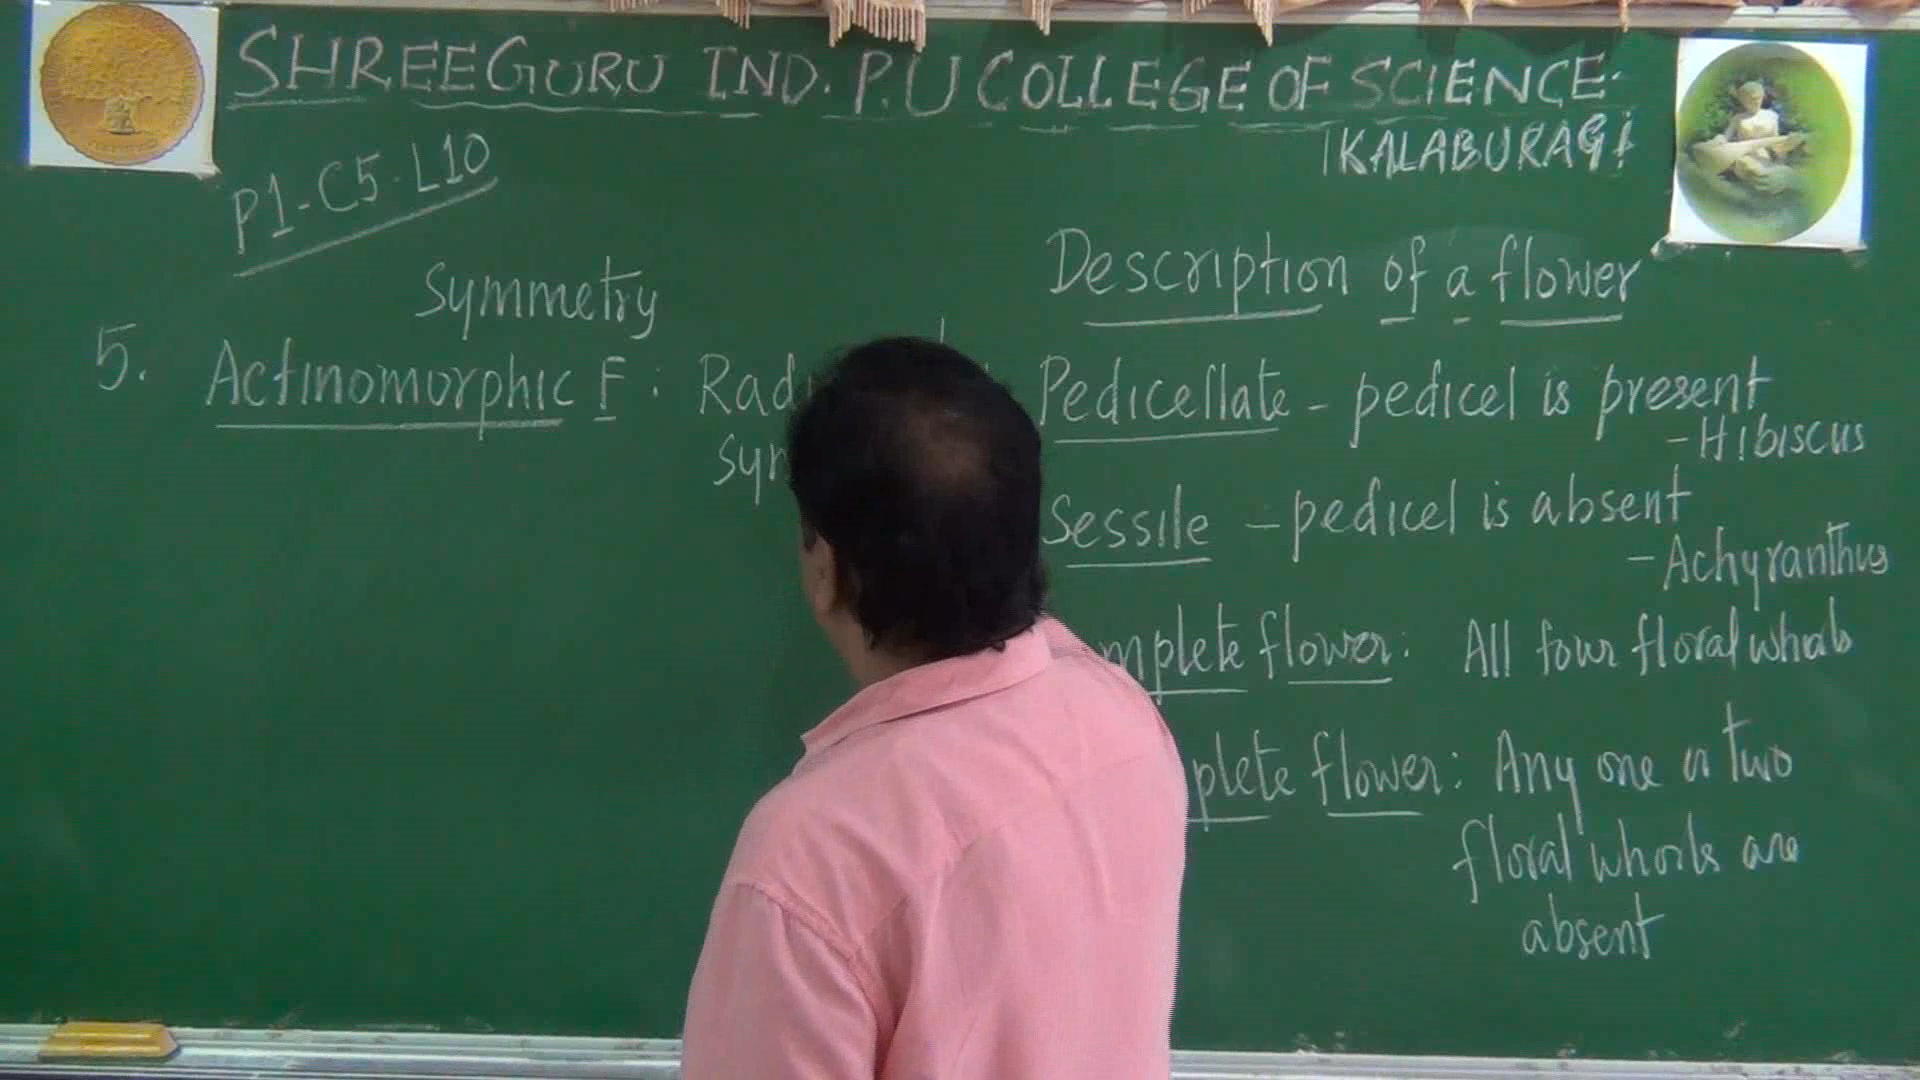 SHREEGURU IND. P.U COLLEGE OF SCIENCE.
KALABURAGI
P1-C5-L10
Symmetry
5. Actinomorphic F : Rad
sy
Description of a flower
Pedicellate - pedicel is present
- Hibiscus
Sessile - pedicel is absent
- Achyranthus
mplete flower: All four floral whorls
plete flower: Any one or two
floral whorls are
absent